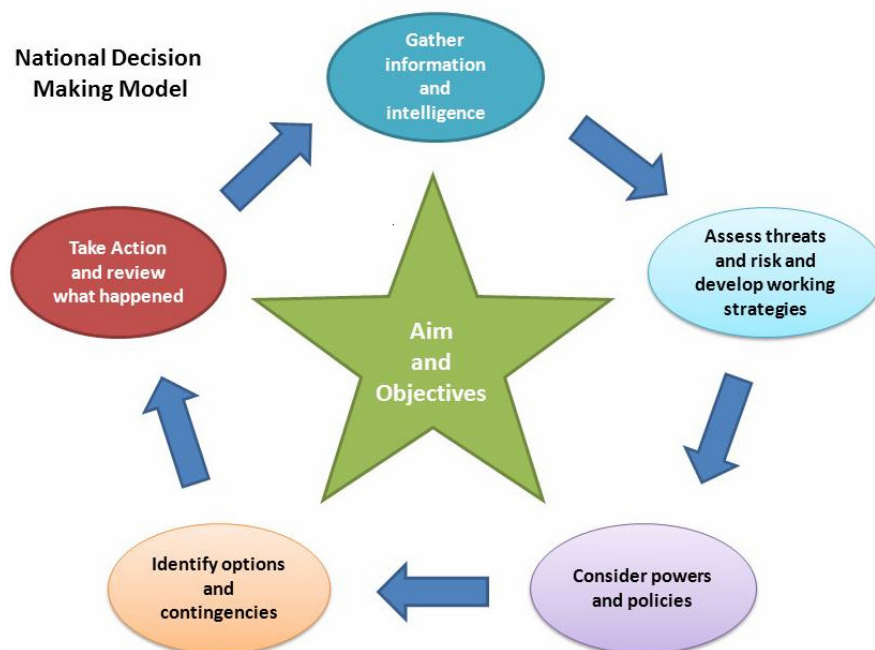 National Decision
Making Model
Gather
information
and
intelligence
Assess threats
and risk and
develop working
strategies
Consider powers
and policies
Identify options
and
contingencies
Take Action
and review
what happened
Aim
and
Objectives